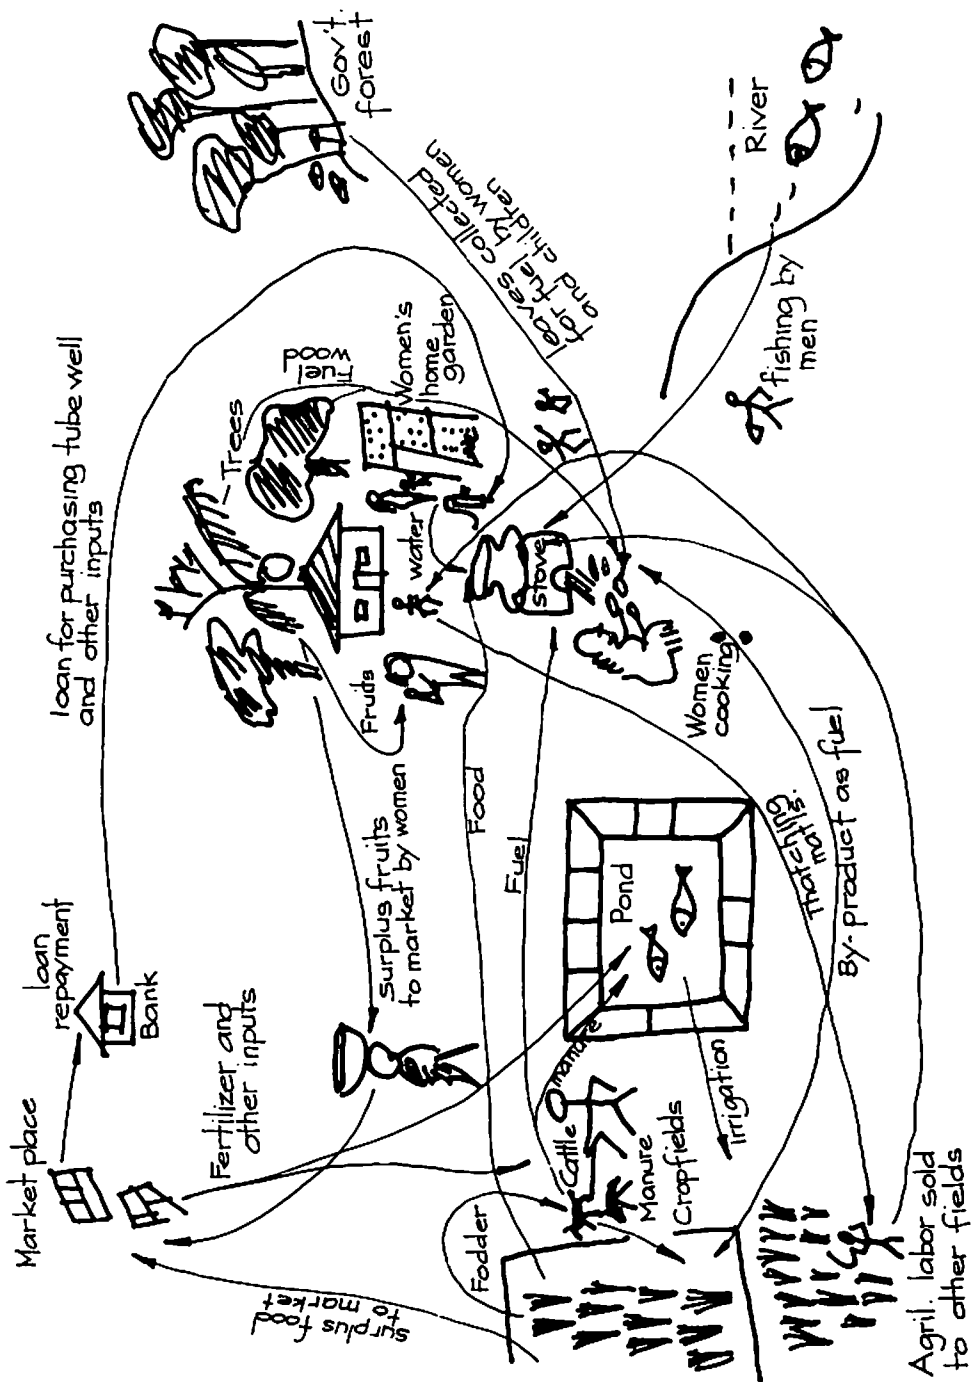 Market place
loan
repayment
Bank
loan for purchasing tube well
and other inputs
Gov't.
forest
Fertilizer and
other inputs
surplus fruits
to market by women
Fruits
Trees
Fuel
wood
Women's
home
garden
water
leaves collected
for fuel by women
and children
surplus food
to market
Fodder
Food
Fuel
stove
Cattle
manure
Manure
Cropfields
Pond
Irrigation
Women
cooking
fishing by
men
River
Thatching
mat'ls.
By-product as fuel
Agril. labor sold
to other fields